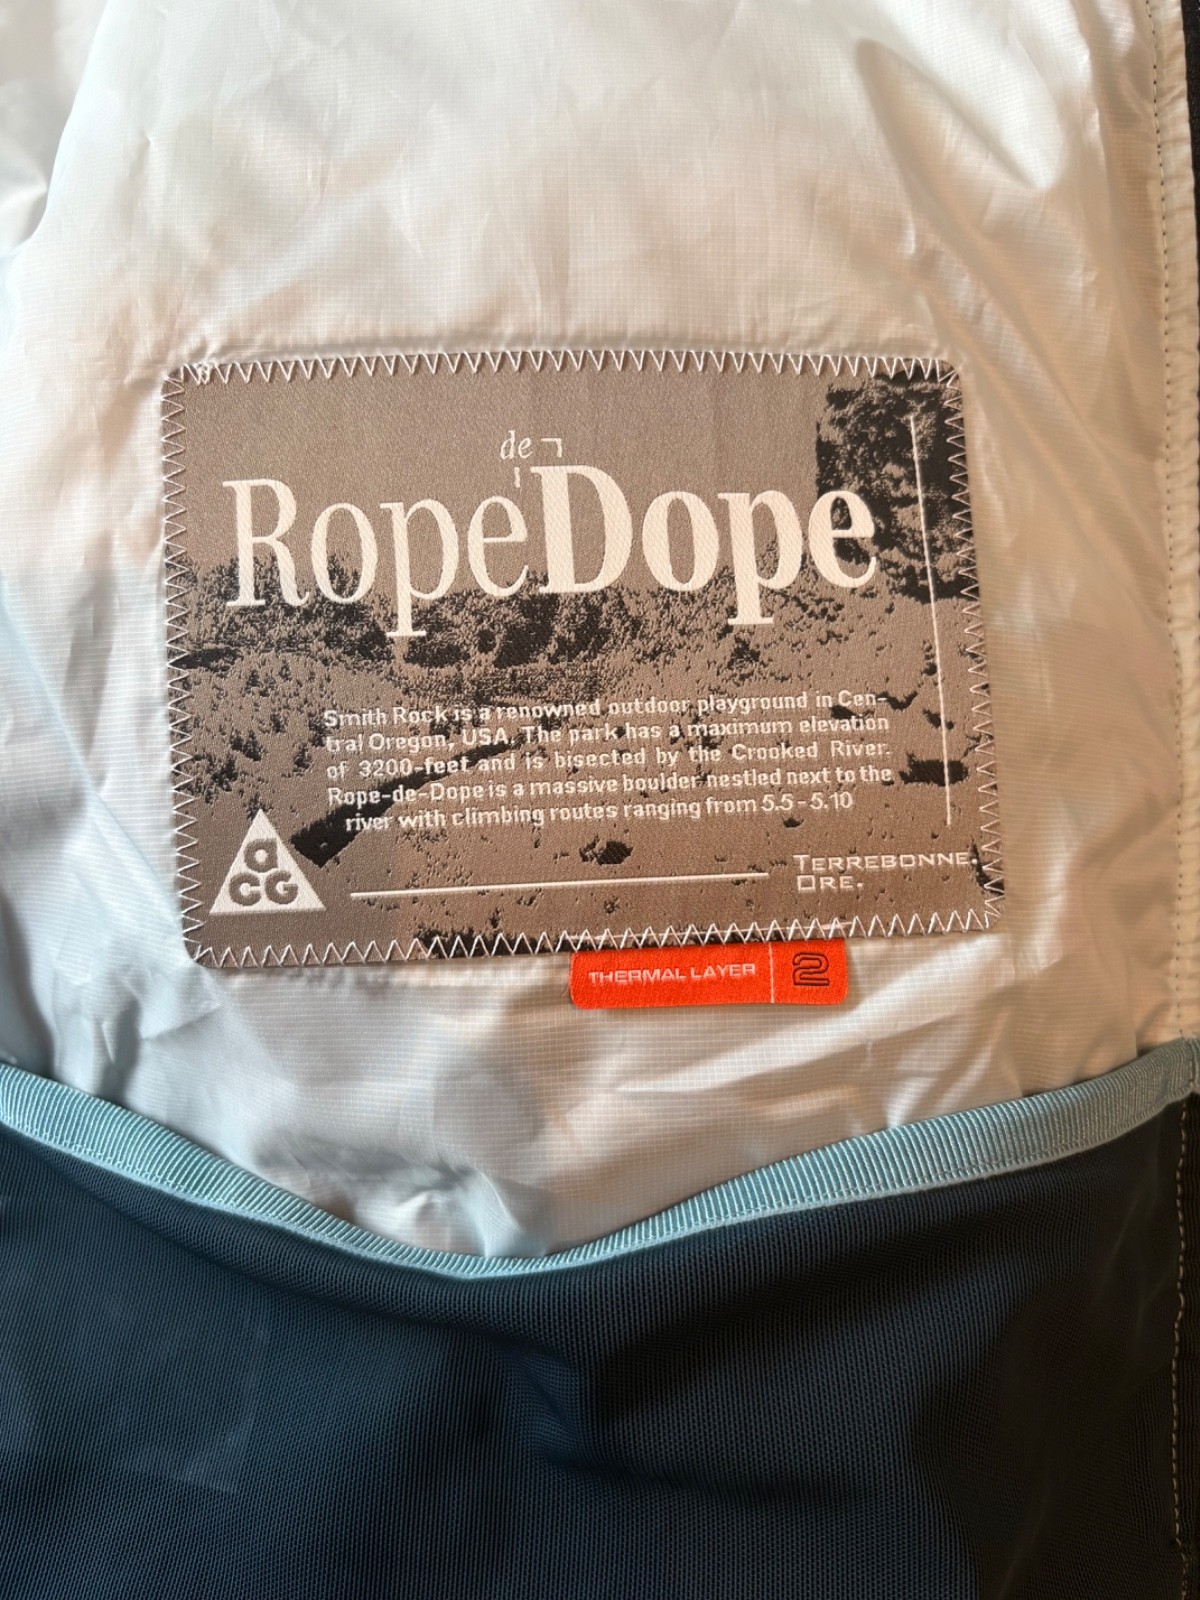 de
RopeDope
Smith Rock is a renowned outdoor playground in Cen-
tral Oregon, USA. The park has a maximum elevation
of 3200-feet and is bisected by the Crooked River.
Rope-de-Dope is a massive boulder nestled next to the
river with climbing routes ranging from 5.5 - 5.10
a
CG
TERREBONNE.
ORE.
THERMAL LAYER 2